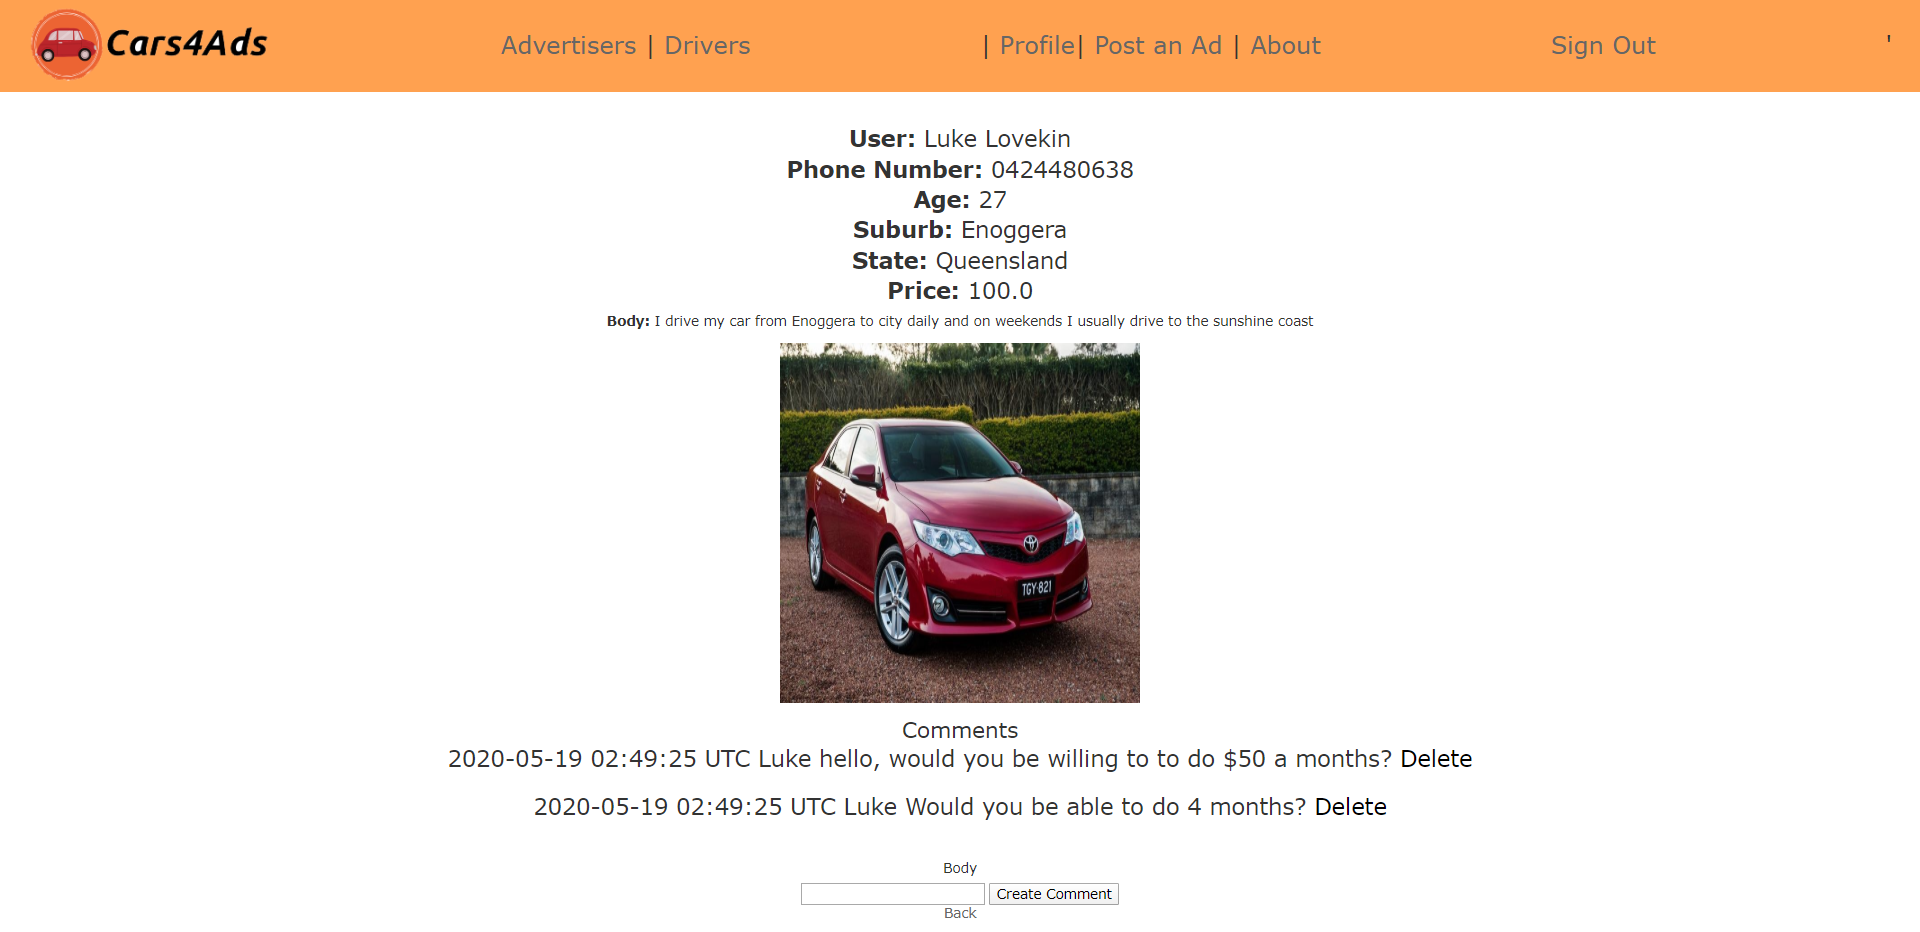 Cars4Ads
Advertisers | Drivers
| Profile| Post an Ad | About
Sign Out
'
User: Luke Lovekin
Phone Number: 0424480638
Age: 27
Suburb: Enoggera
State: Queensland
Price: 100.0
Body: I drive my car from Enoggera to city daily and on weekends I usually drive to the sunshine coast
TGY·821
Comments
2020-05-19 02:49:25 UTC Luke hello, would you be willing to to do $50 a months? Delete
2020-05-19 02:49:25 UTC Luke Would you be able to do 4 months? Delete
Body
Create Comment
Back